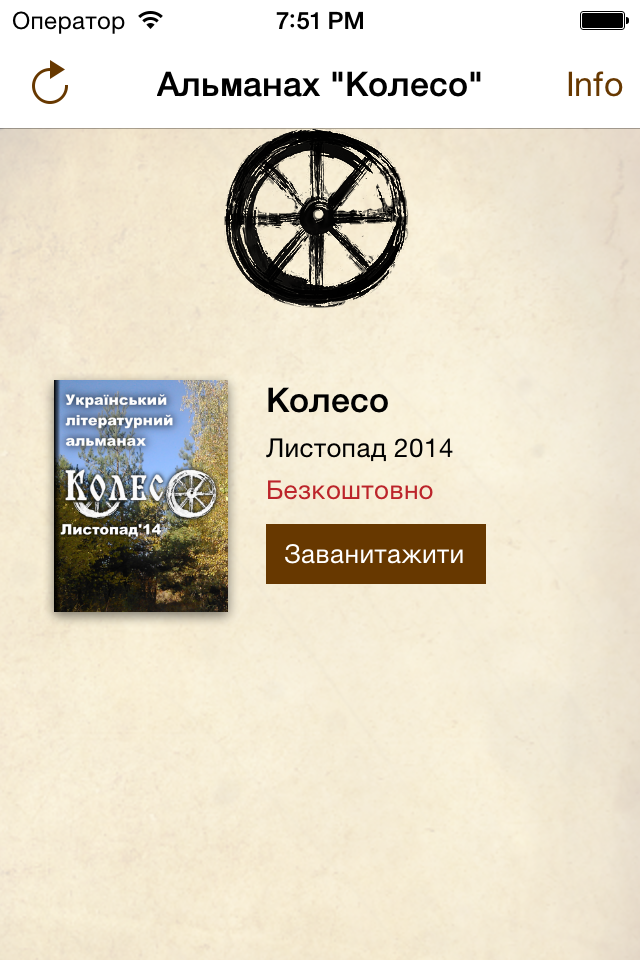 Оператор 7:51 PM
Альманах "Колесо" Info
Український
літературний
альманах
Колесо
Листопад'14
Колесо
Листопад 2014
Безкоштовно
Заванитажити